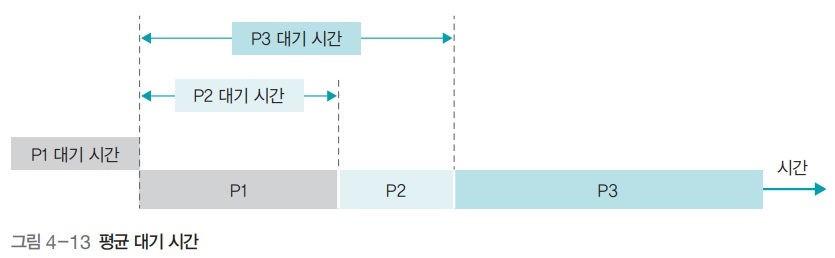 P3 대기 시간
P2 대기 시간
P1 대기 시간
시간
P1
P2
P3
그림 4-13 평균 대기 시간